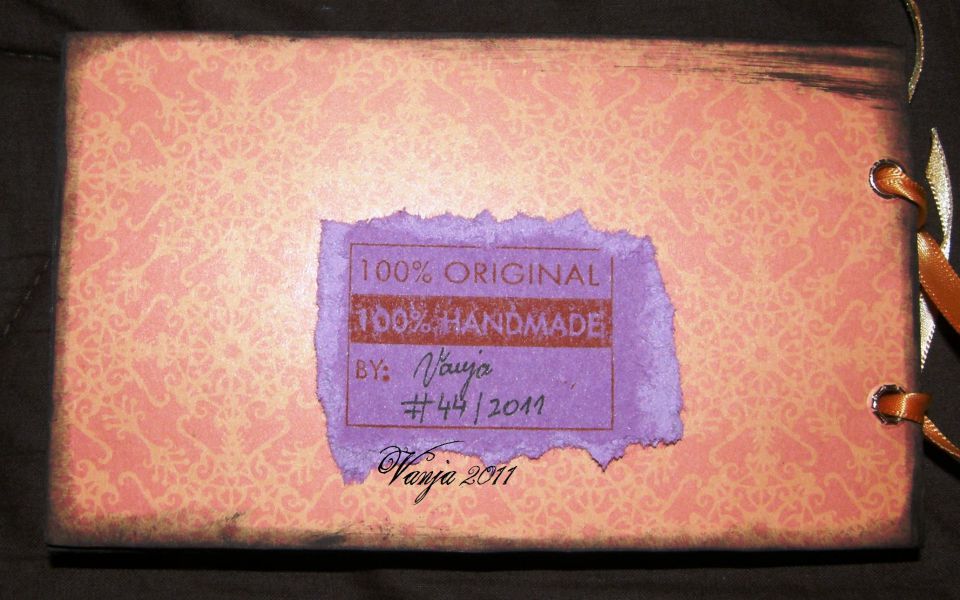 100% ORIGINAL
100% HANDMADE
BY: Vanja
#44/2011
Vanja 2011